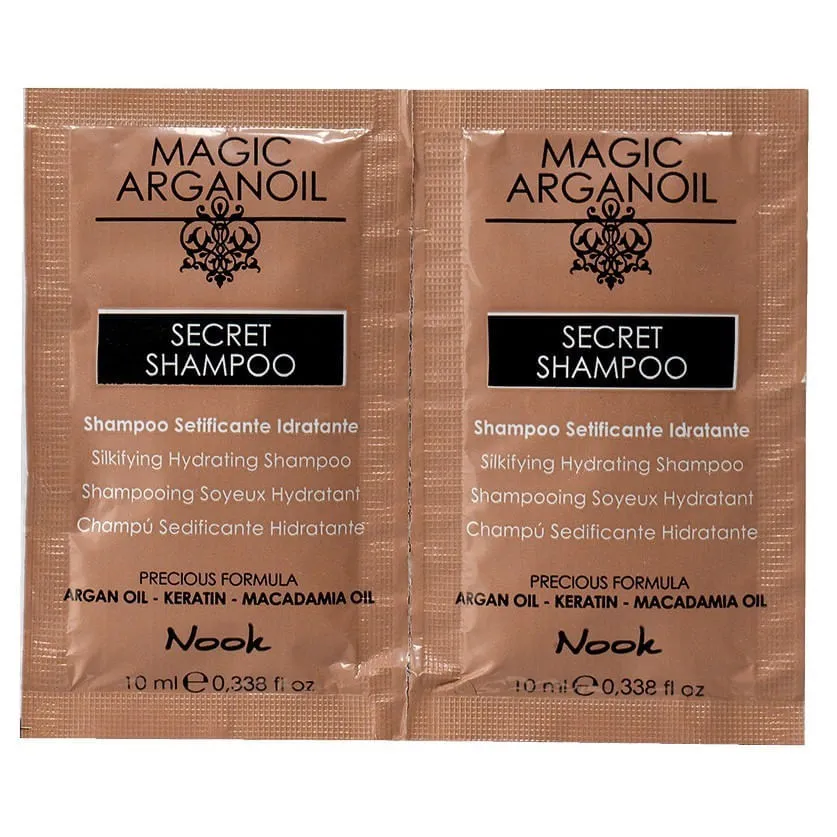 MAGIC
ARGANOIL
SECRET
SHAMPOO
Shampoo Setificante Idratante
Silkifying Hydrating Shampoo
Shampooing Soyeux Hydratant
Champú Sedificante Hidratante
PRECIOUS FORMULA
ARGAN OIL - KERATIN - MACADAMIA OIL
Nook
10 ml ℮ 0,338 fl oz
MAGIC
ARGANOIL
SECRET
SHAMPOO
Shampoo Setificante Idratante
Silkifying Hydrating Shampoo
Shampooing Soyeux Hydratant
Champú Sedificante Hidratante
PRECIOUS FORMULA
ARGAN OIL - KERATIN - MACADAMIA OIL
Nook
10 ml ℮ 0,338 fl oz